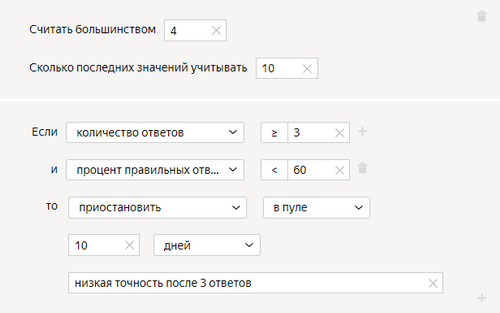 Считать большинством 4
Сколько последних значений учитывать 10
Если количество ответов ≥ 3
и процент правильных отв... < 60
то приостановить в пуле
10 дней
низкая точность после 3 ответов